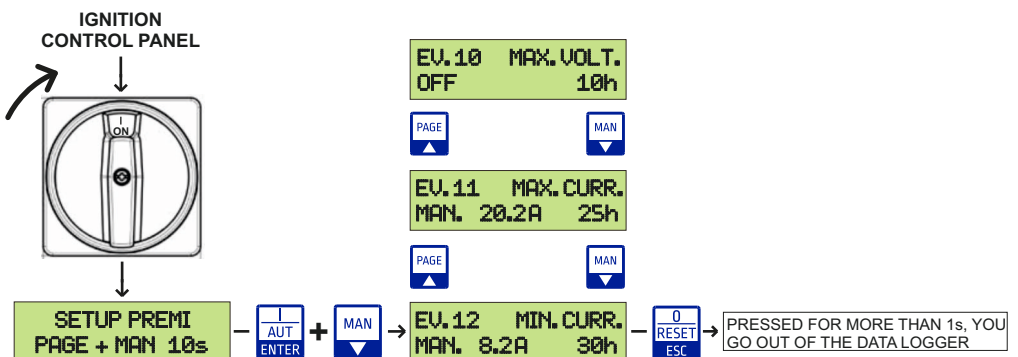 IGNITION
CONTROL PANEL
I
ON
EV.10 MAX.VOLT.
OFF 10h
PAGE
MAN
EV.11 MAX.CURR.
MAN. 20.2A 25h
PAGE
MAN
SETUP PREMI
PAGE + MAN 10s
–
I
AUT
ENTER
+
MAN
EV.12 MIN.CURR.
MAN. 8.2A 30h
–
0
RESET
ESC
PRESSED FOR MORE THAN 1s, YOU
GO OUT OF THE DATA LOGGER